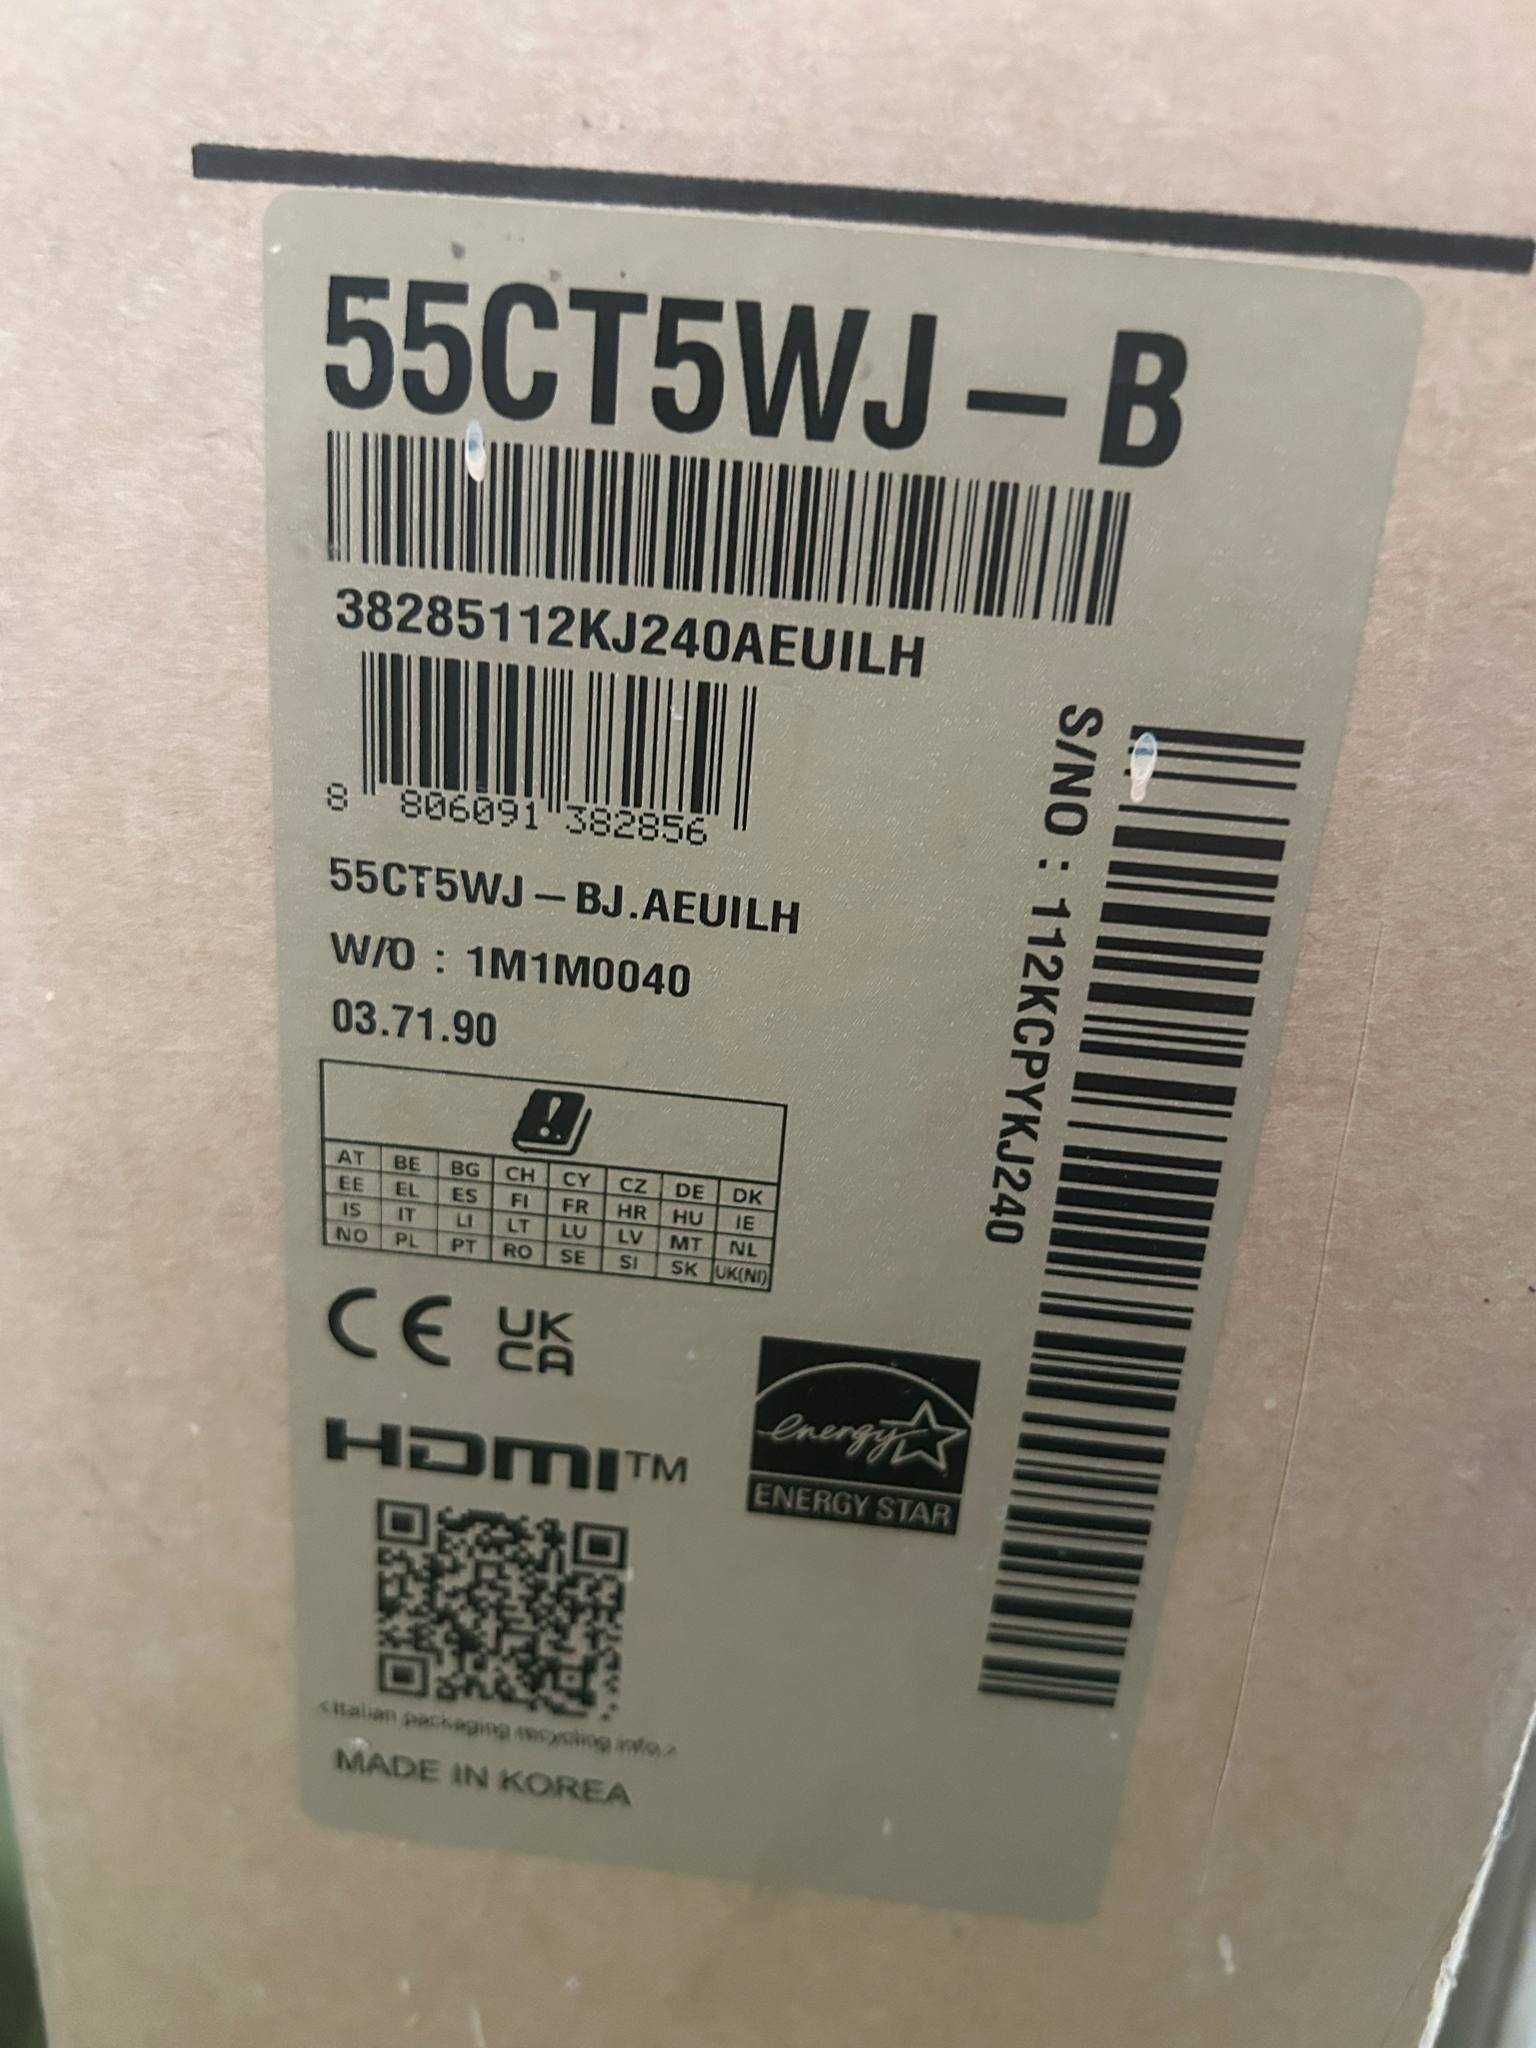 55CT5WJ-B
38285112KJ240AEUILH
8 806091 382856
55CT5WJ-BJ.AEUILH
W/O : 1M1M0040
03.71.90
S/NO : 112KCPYKJ240
AT BE BG CH CY CZ DE DK
EE EL ES FI FR HR HU IE
IS IT LI LT LU LV MT NL
NO PL PT RO SE SI SK UK(NI)
CE UK
CA
HDMI™
energy
ENERGY STAR
<Italian packaging recycling info.>
MADE IN KOREA